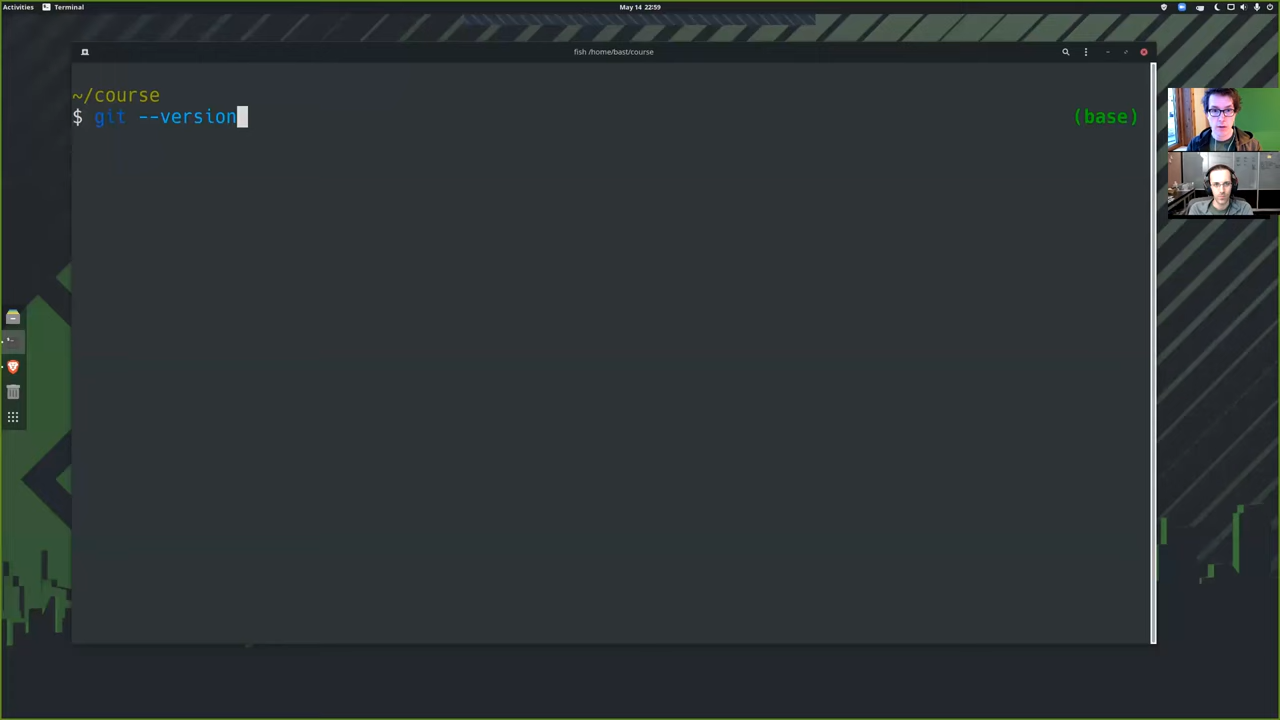 Activities Terminal May 14 22:59
fish /home/bast/course
~/course
$ git --version (base)